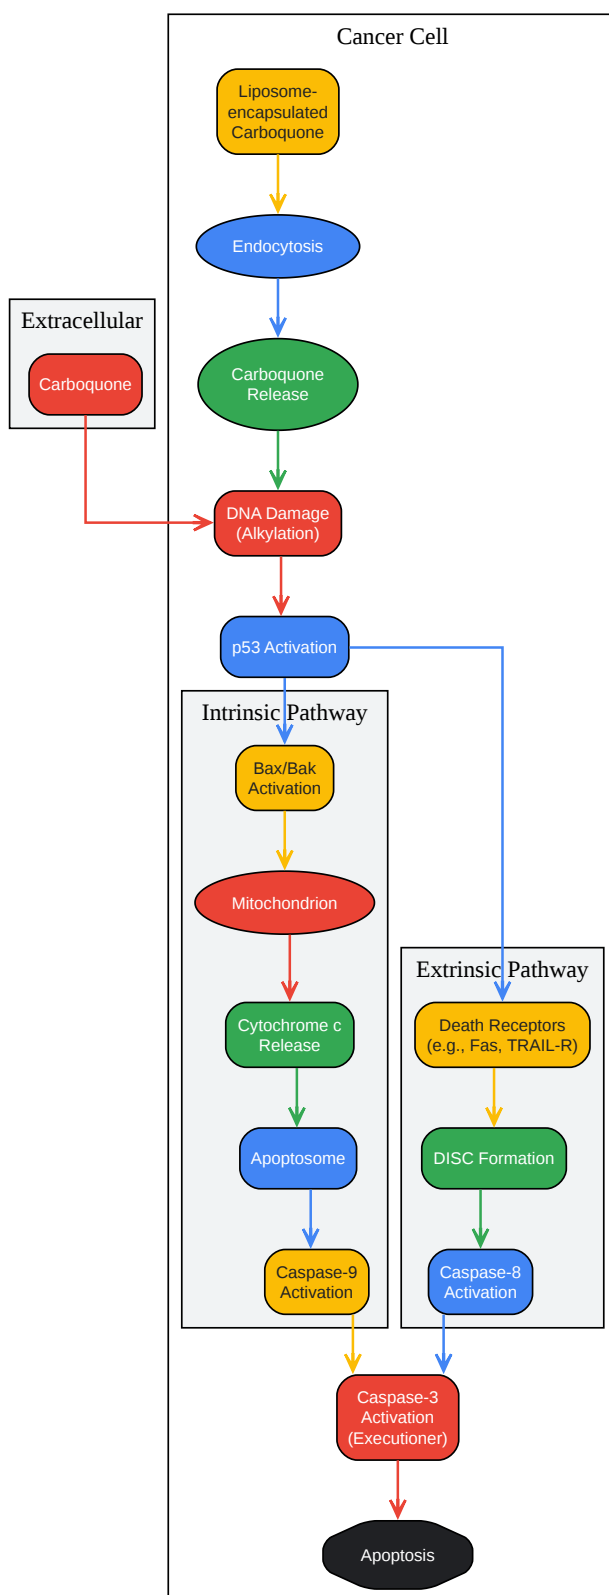 Cancer Cell
Liposome-
encapsulated
Carboquone
Endocytosis
Extracellular
Carboquone
Carboquone
Release
DNA Damage
(Alkylation)
p53 Activation
Intrinsic Pathway
Bax/Bak
Activation
Mitochondrion
Cytochrome c
Release
Apoptosome
Caspase-9
Activation
Extrinsic Pathway
Death Receptors
(e.g., Fas, TRAIL-R)
DISC Formation
Caspase-8
Activation
Caspase-3
Activation
(Executioner)
Apoptosis